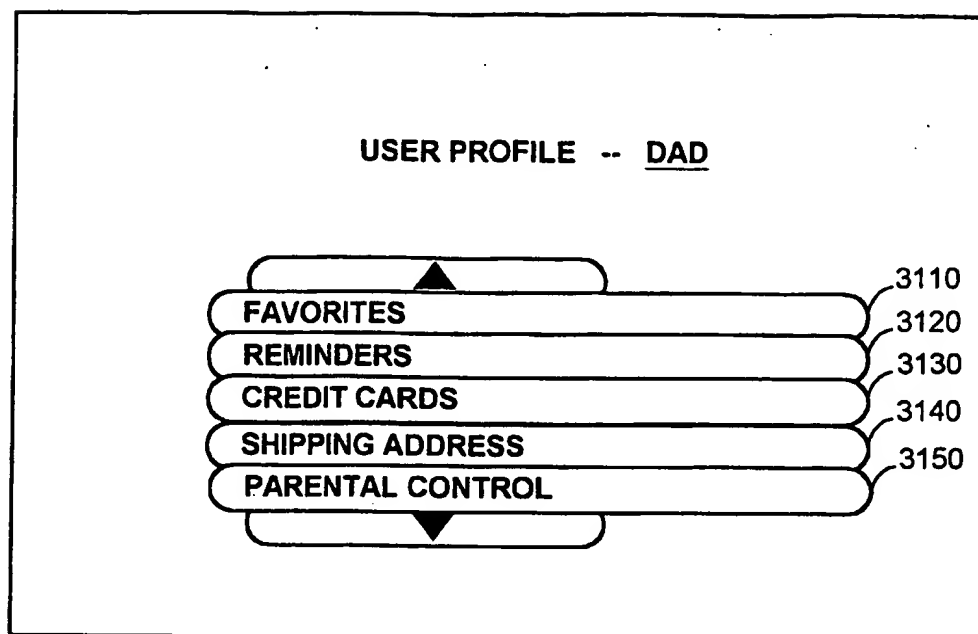 USER PROFILE -- DAD
FAVORITES 3110
REMINDERS 3120
CREDIT CARDS 3130
SHIPPING ADDRESS 3140
PARENTAL CONTROL 3150